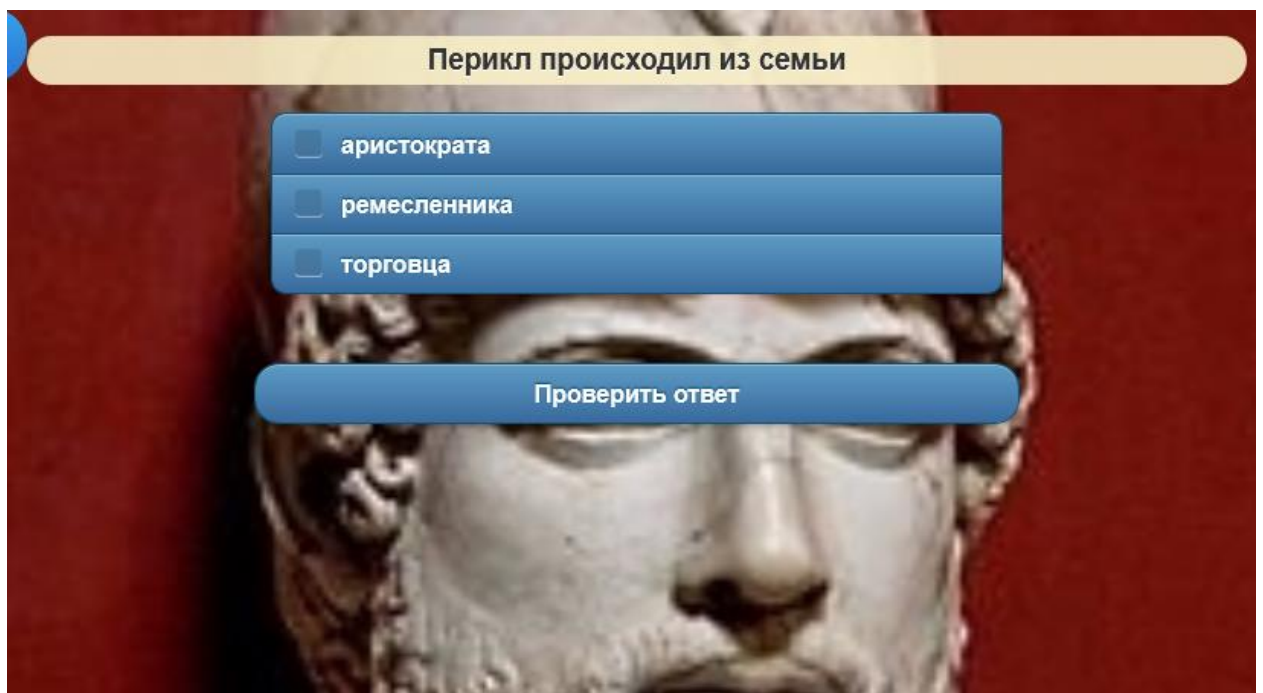 Перикл происходил из семьи
аристократа
ремесленника
торговца
Проверить ответ